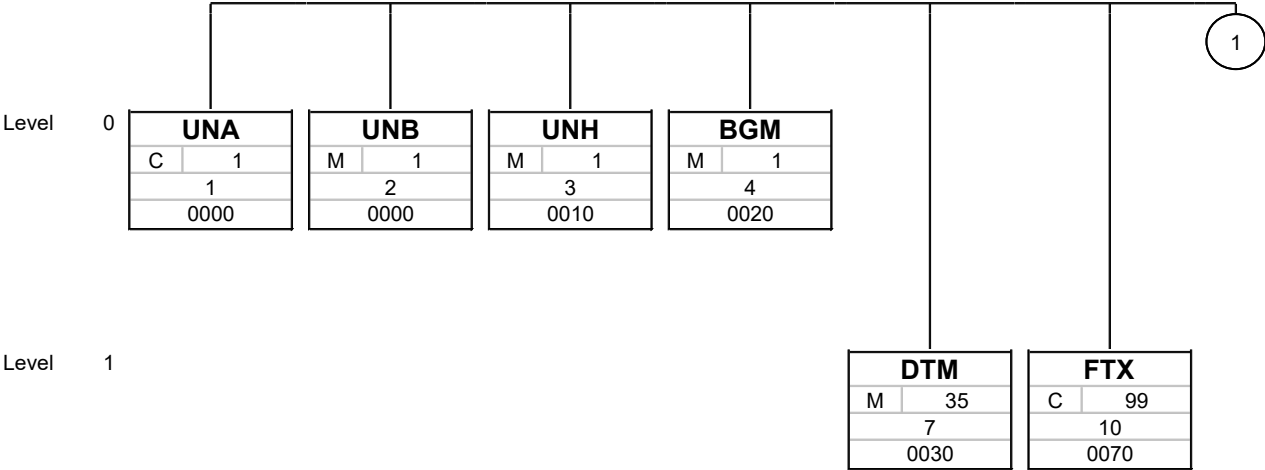 1
Level 0
UNA UNB UNH BGM
C 1 M 1 M 1 M 1
1 2 3 4
0000 0000 0010 0020
Level 1
DTM FTX
M 35 C 99
7 10
0030 0070